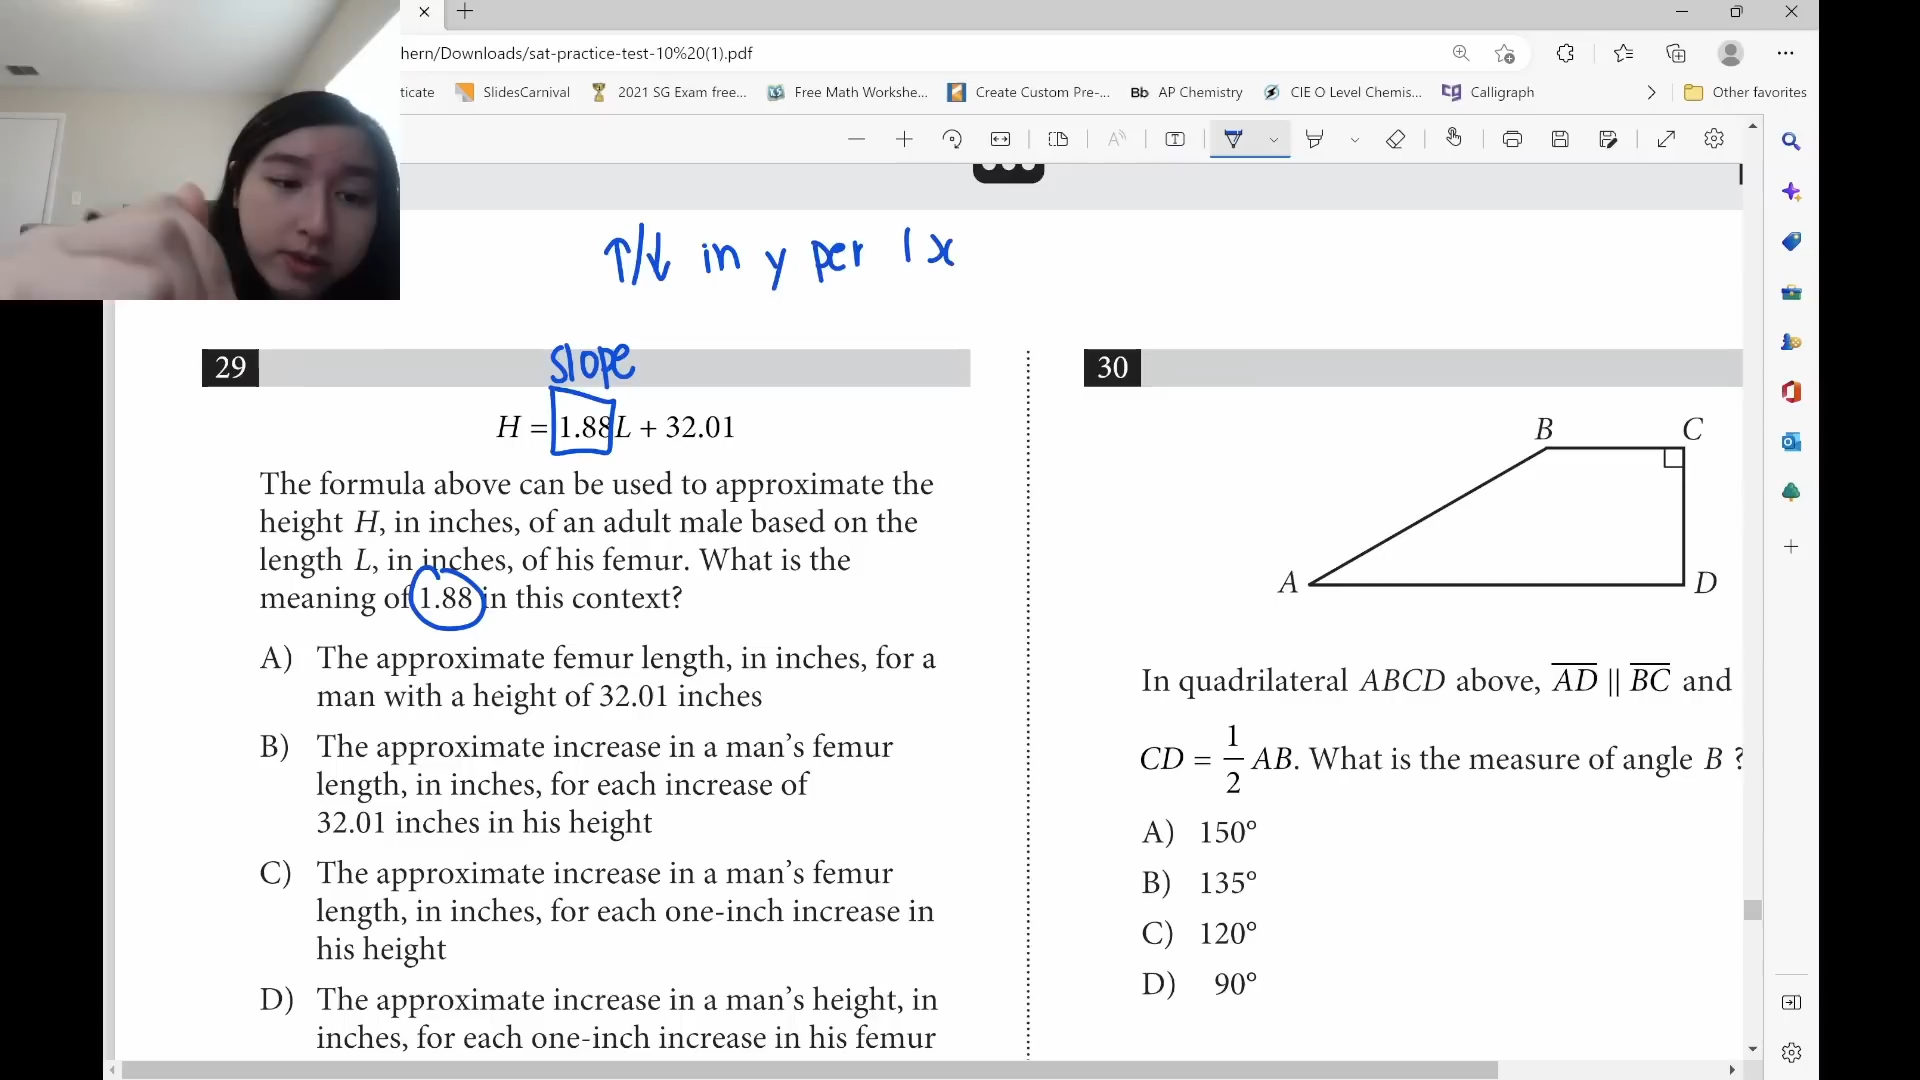 hern/Downloads/sat-practice-test-10%20(1).pdf
ticate
SlidesCarnival
2021 SG Exam free...
Free Math Workshe...
Create Custom Pre-...
Bb AP Chemistry
CIE O Level Chemis...
Calligraph
Other favorites
↑/↓ in y per 1 x
29
slope
H = 1.88L + 32.01
The formula above can be used to approximate the
height H, in inches, of an adult male based on the
length L, in inches, of his femur. What is the
meaning of 1.88 in this context?
A) The approximate femur length, in inches, for a
man with a height of 32.01 inches
B) The approximate increase in a man’s femur
length, in inches, for each increase of
32.01 inches in his height
C) The approximate increase in a man’s femur
length, in inches, for each one-inch increase in
his height
D) The approximate increase in a man’s height, in
inches, for each one-inch increase in his femur
30
B
C
A
D
In quadrilateral ABCD above, AD || BC and
CD = 1/2 AB. What is the measure of angle B ?
A) 150°
B) 135°
C) 120°
D) 90°